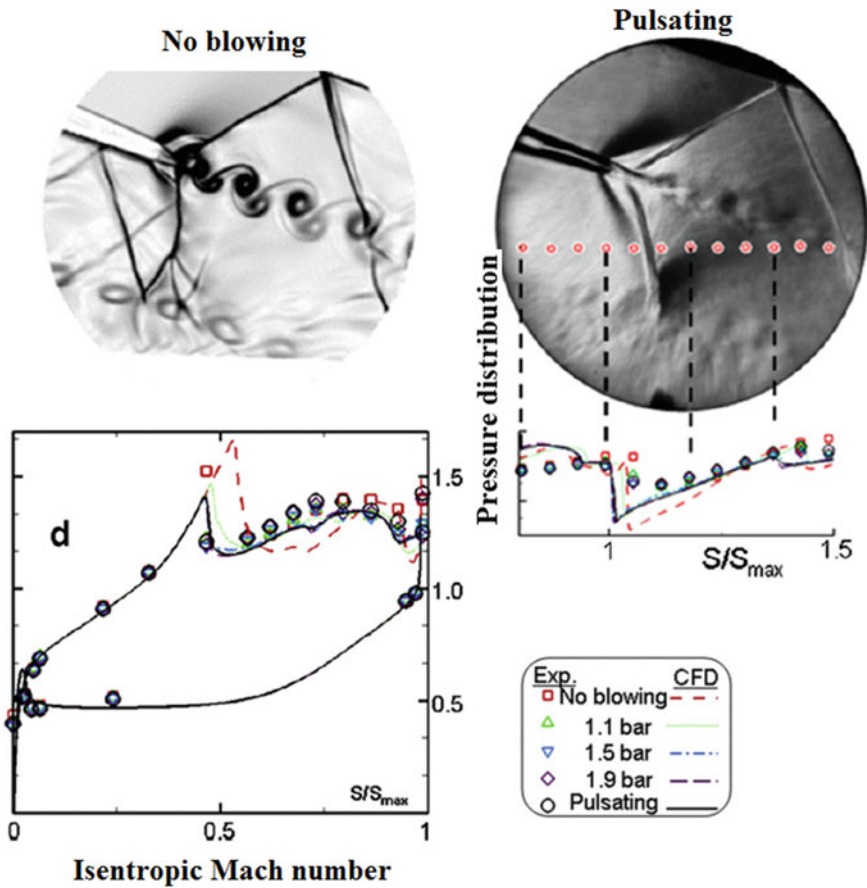 No blowing
Pulsating
Pressure distribution
1
S/Smax
1.5
d
1.5
1.0
0.5
S/Smax
0
0.5
1
Isentropic Mach number
Exp. CFD
No blowing
1.1 bar
1.5 bar
1.9 bar
Pulsating